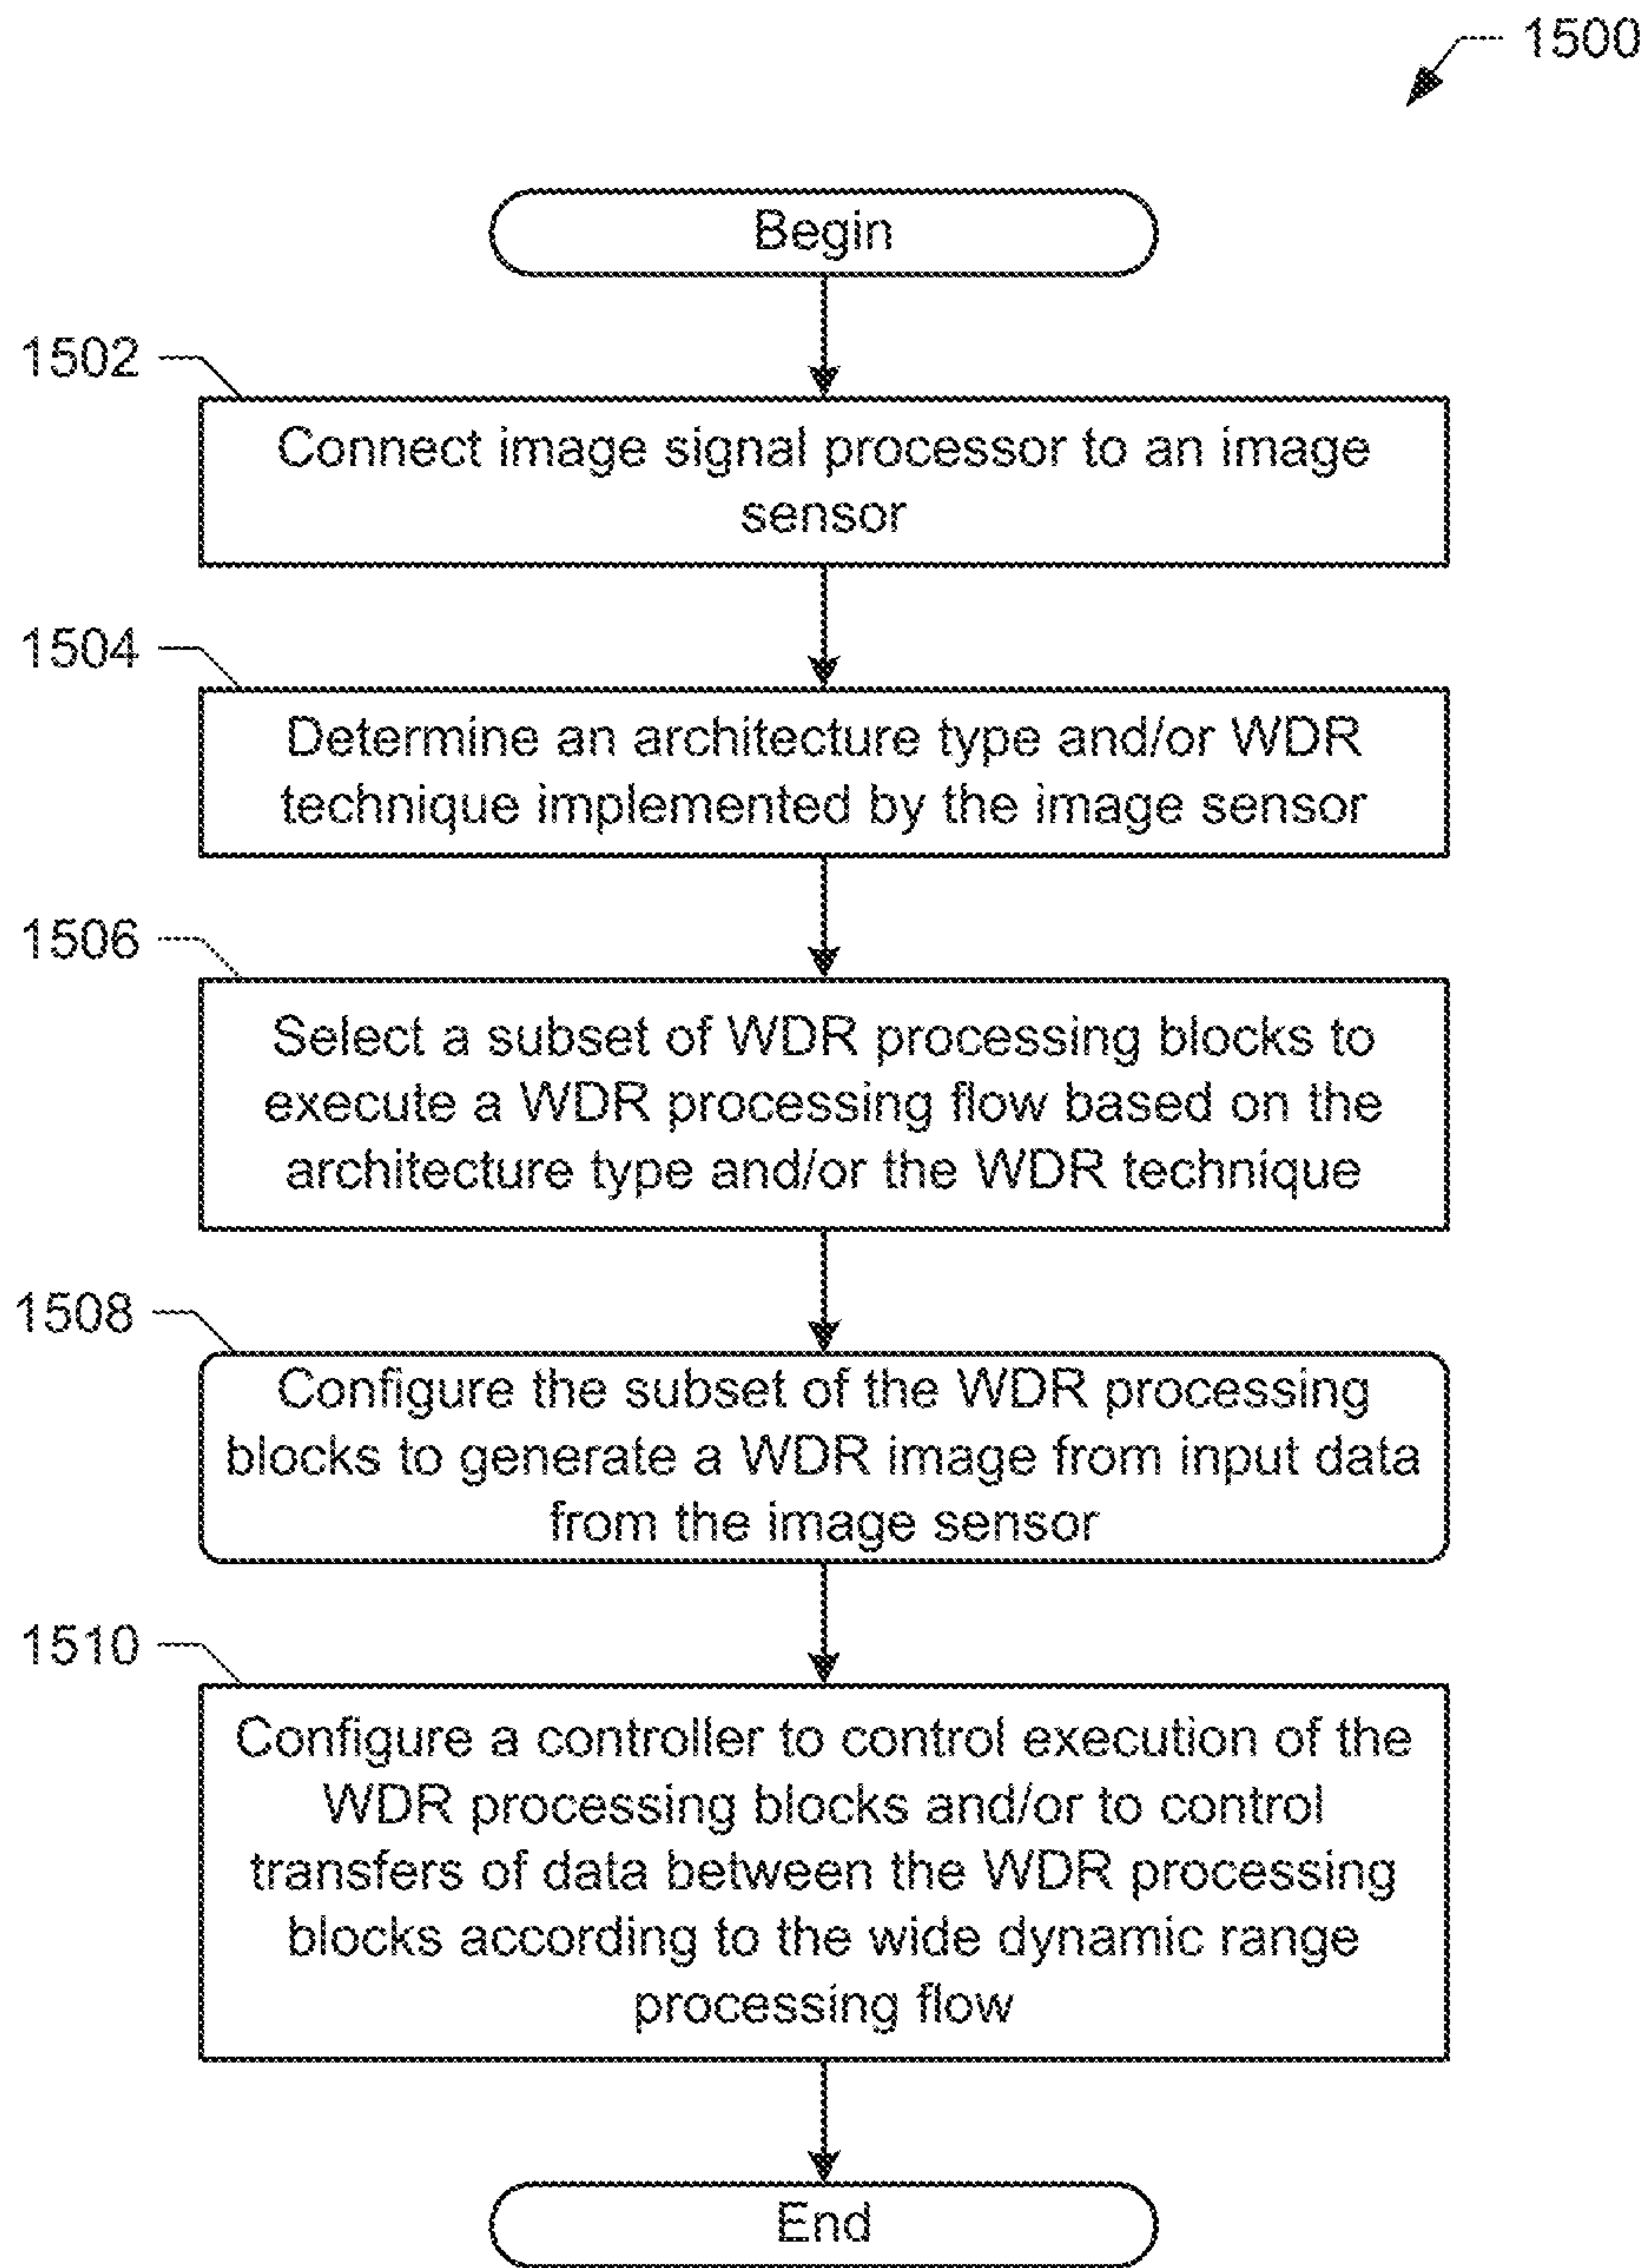 1500
Begin
1502
Connect image signal processor to an image
sensor
1504
Determine an architecture type and/or WDR
technique implemented by the image sensor
1506
Select a subset of WDR processing blocks to
execute a WDR processing flow based on the
architecture type and/or the WDR technique
1508
Configure the subset of the WDR processing
blocks to generate a WDR image from input data
from the image sensor
1510
Configure a controller to control execution of the
WDR processing blocks and/or to control
transfers of data between the WDR processing
blocks according to the wide dynamic range
processing flow
End